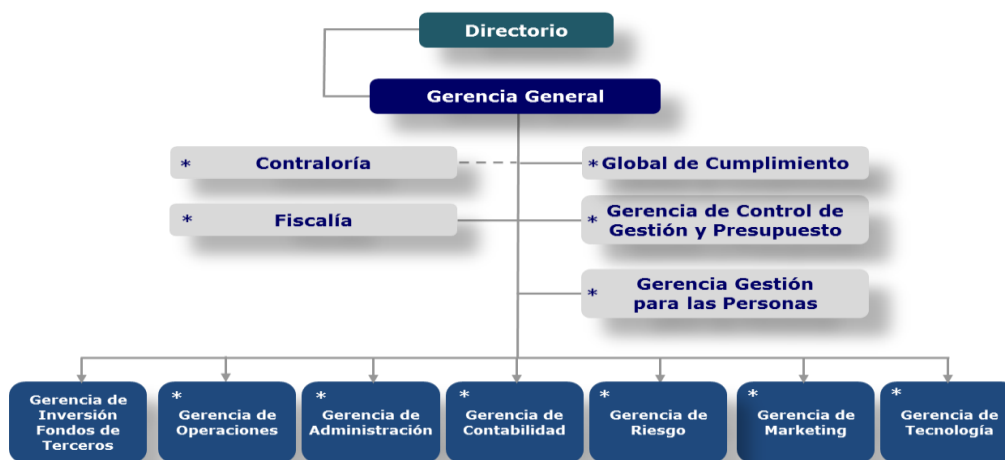 Directorio
Gerencia General
* Contraloría
* Global de Cumplimiento
* Fiscalía
* Gerencia de Control de
Gestión y Presupuesto
* Gerencia Gestión
para las Personas
Gerencia de
Inversión
Fondos de
Terceros
*
Gerencia de
Operaciones
*
Gerencia de
Administración
*
Gerencia de
Contabilidad
*
Gerencia de
Riesgo
*
Gerencia de
Marketing
*
Gerencia de
Tecnología